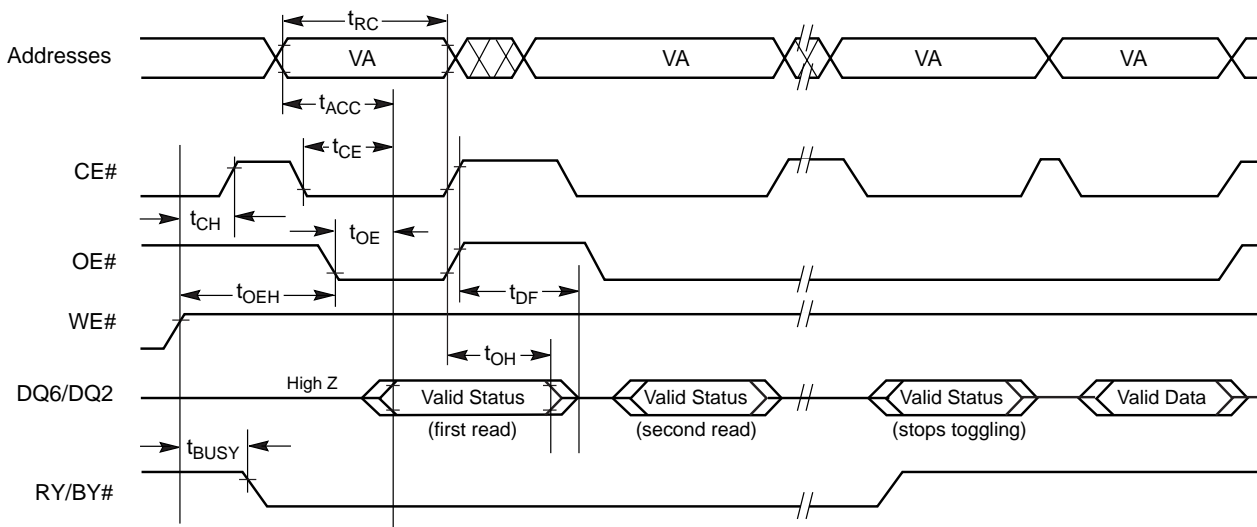 tRC
Addresses VA VA VA VA
tACC
tCE
CE#
tCH
tOE
OE#
tOEH
tDF
WE#
tOH
DQ6/DQ2 High Z Valid Status Valid Status Valid Status Valid Data
(first read) (second read) (stops toggling)
tBUSY
RY/BY#